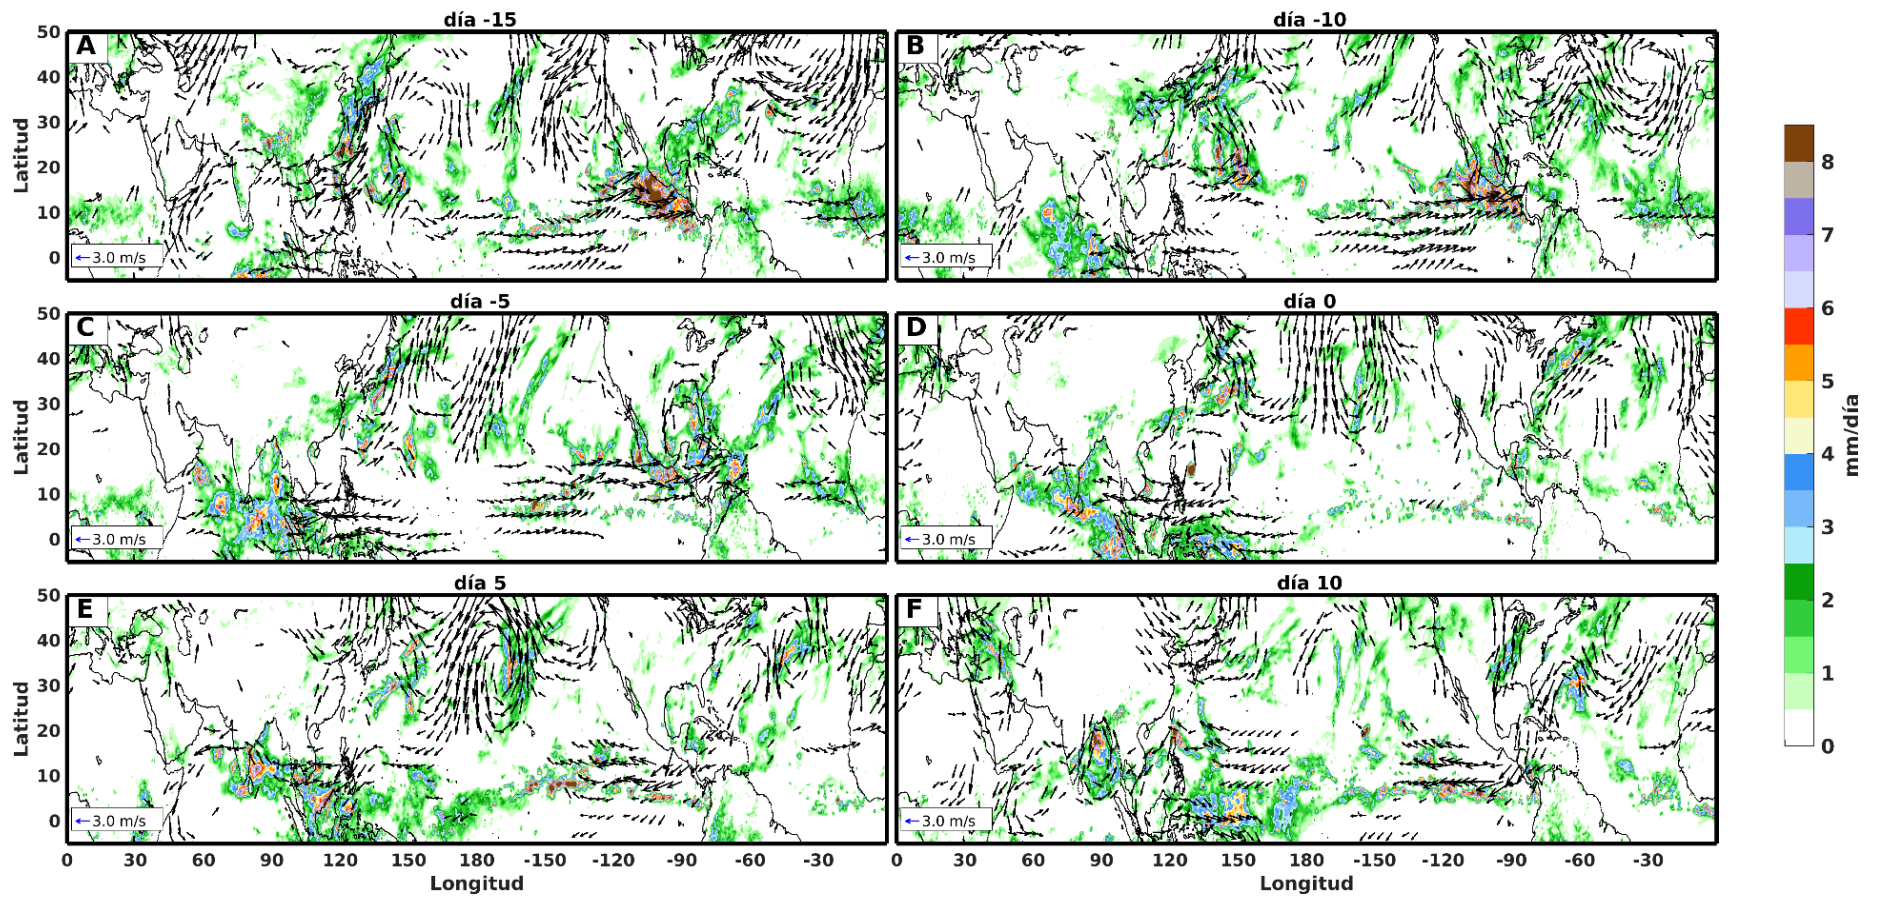 día -15
día -10
A
B
50
40
30
20
10
0
Latitud
3.0 m/s
3.0 m/s
día -5
día 0
C
D
50
40
30
20
10
0
Latitud
3.0 m/s
3.0 m/s
día 5
día 10
E
F
50
40
30
20
10
0
Latitud
3.0 m/s
3.0 m/s
0 30 60 90 120 150 180 -150 -120 -90 -60 -30
0 30 60 90 120 150 180 -150 -120 -90 -60 -30
Longitud
Longitud
8
7
6
5
4
3
2
1
0
mm/día